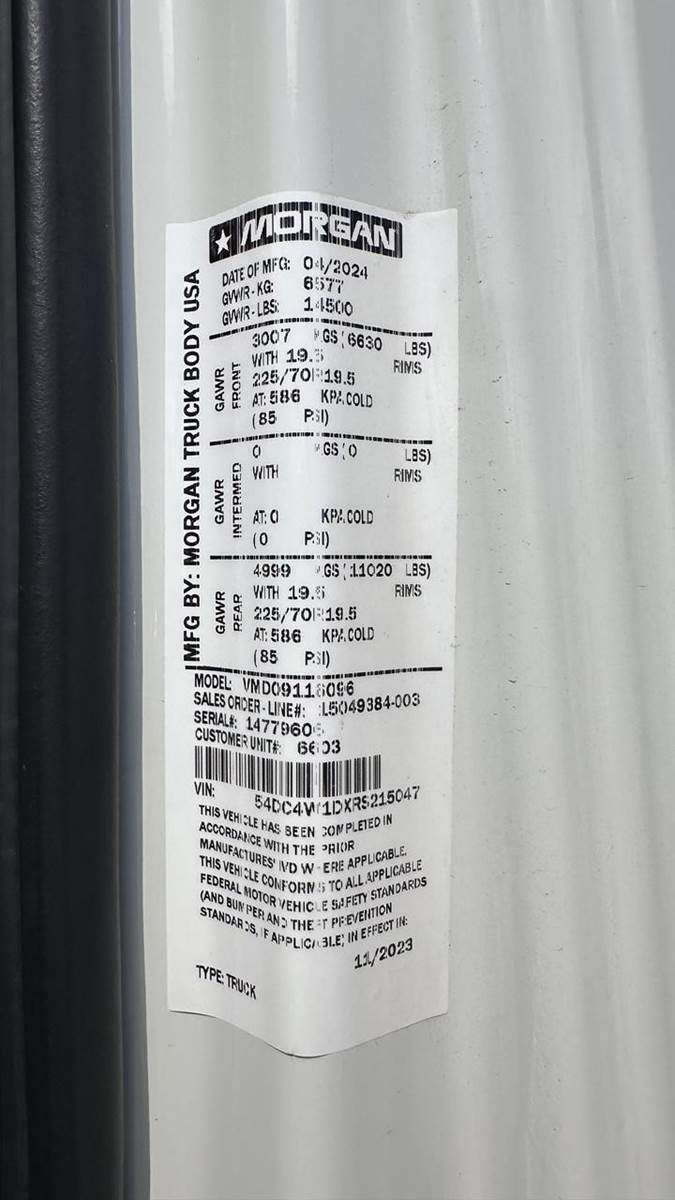 MORGAN
MFG BY: MORGAN TRUCK BODY USA
DATE OF MFG: 04/2024
GVWR - KG: 6577
GVWR - LBS: 14500
GAWR FRONT
3007 KGS (6630 LBS)
WITH 19.5 RIMS
225/70R19.5
AT: 586 KPA COLD
(85 PSI)
GAWR INTERMED
0 KGS (0 LBS)
WITH RIMS
AT: 0 KPA COLD
(0 PSI)
GAWR REAR
4999 KGS (11020 LBS)
WITH 19.5 RIMS
225/70R19.5
AT: 586 KPA COLD
(85 PSI)
MODEL: VMD09116096
SALES ORDER - LINE#: L5049384-003
SERIAL#:
CUSTOMER UNIT#: 6603
VIN:
THIS VEHICLE HAS BEEN COMPLETED IN
ACCORDANCE WITH THE PRIOR
MANUFACTURES' IVD WHERE APPLICABLE.
THIS VEHICLE CONFORMS TO ALL APPLICABLE
FEDERAL MOTOR VEHICLE SAFETY STANDARDS
(AND BUMPER AND THEFT PREVENTION
STANDARDS, IF APPLICABLE) IN EFFECT IN:
11/2023
TYPE: TRUCK